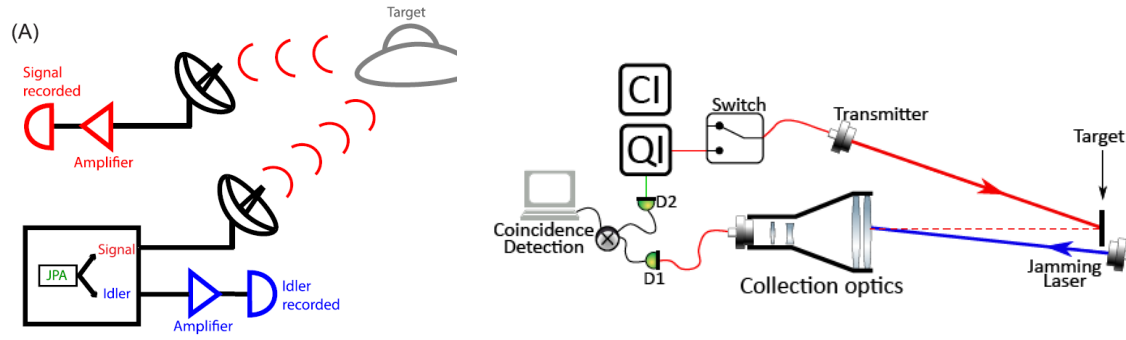 (A)
Target
Signal
recorded
Amplifier
JPA
Signal
Idler
Amplifier
Idler
recorded
CI
QI
Switch
Transmitter
Target
D2
Coincidence
Detection
D1
Collection optics
Jamming
Laser